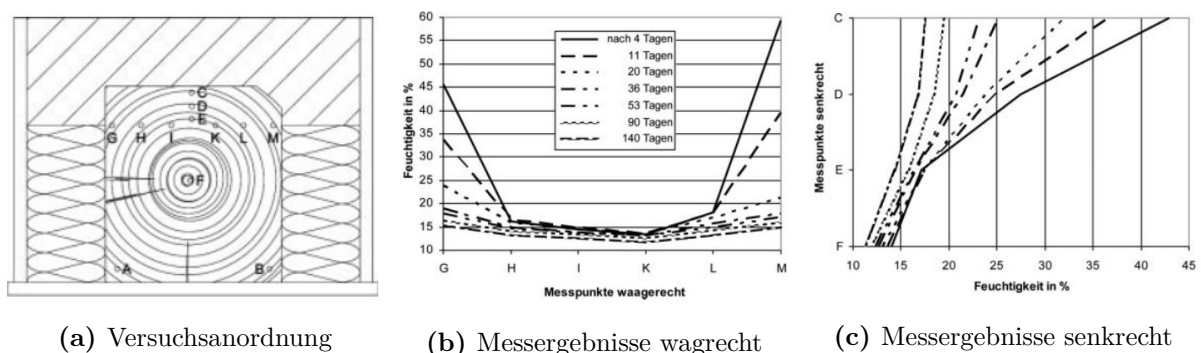 C
D
E
G H I K L M
F
A B
60
55
50
45
40
35
30
25
20
15
10
Feuchtigkeit in %
nach 4 Tagen
11 Tagen
20 Tagen
36 Tagen
53 Tagen
90 Tagen
140 Tagen
G H I K L M
Messpunkte waagerecht
C
D
E
F
Messpunkte senkrecht
10 15 20 25 30 35 40 45
Feuchtigkeit in %
(a) Versuchsanordnung
(b) Messergebnisse wagrecht
(c) Messergebnisse senkrecht